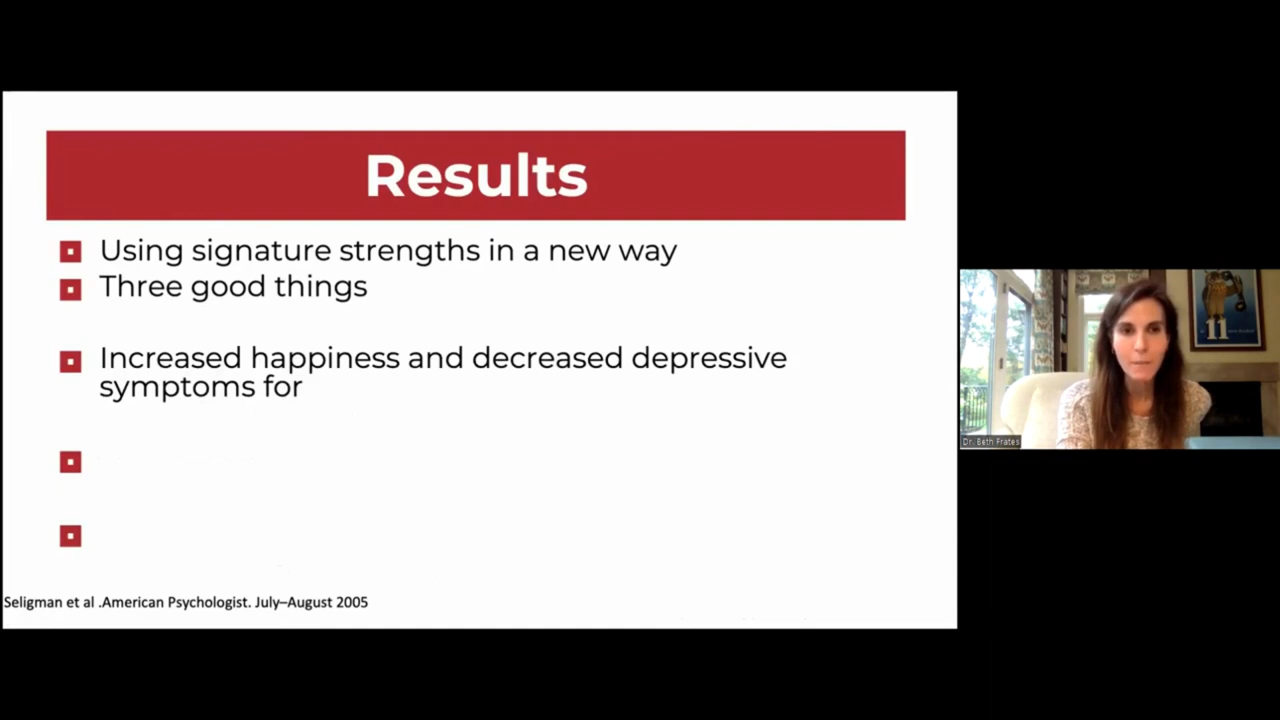 Results
Using signature strengths in a new way
Three good things
Increased happiness and decreased depressive
symptoms for
Seligman et al .American Psychologist. July–August 2005
11
Dr. Beth Frates